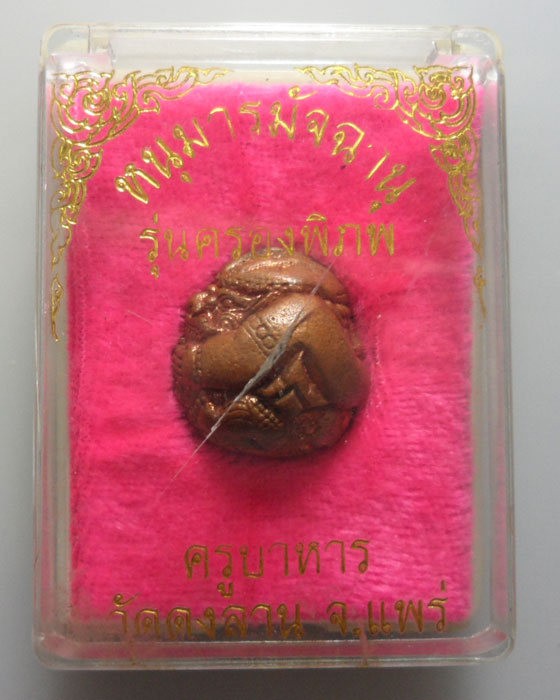 หนุมารมัจฉานุ
รุ่นครองพิภพ
ครูบาหาร
วัดดงลาน จ.แพร่